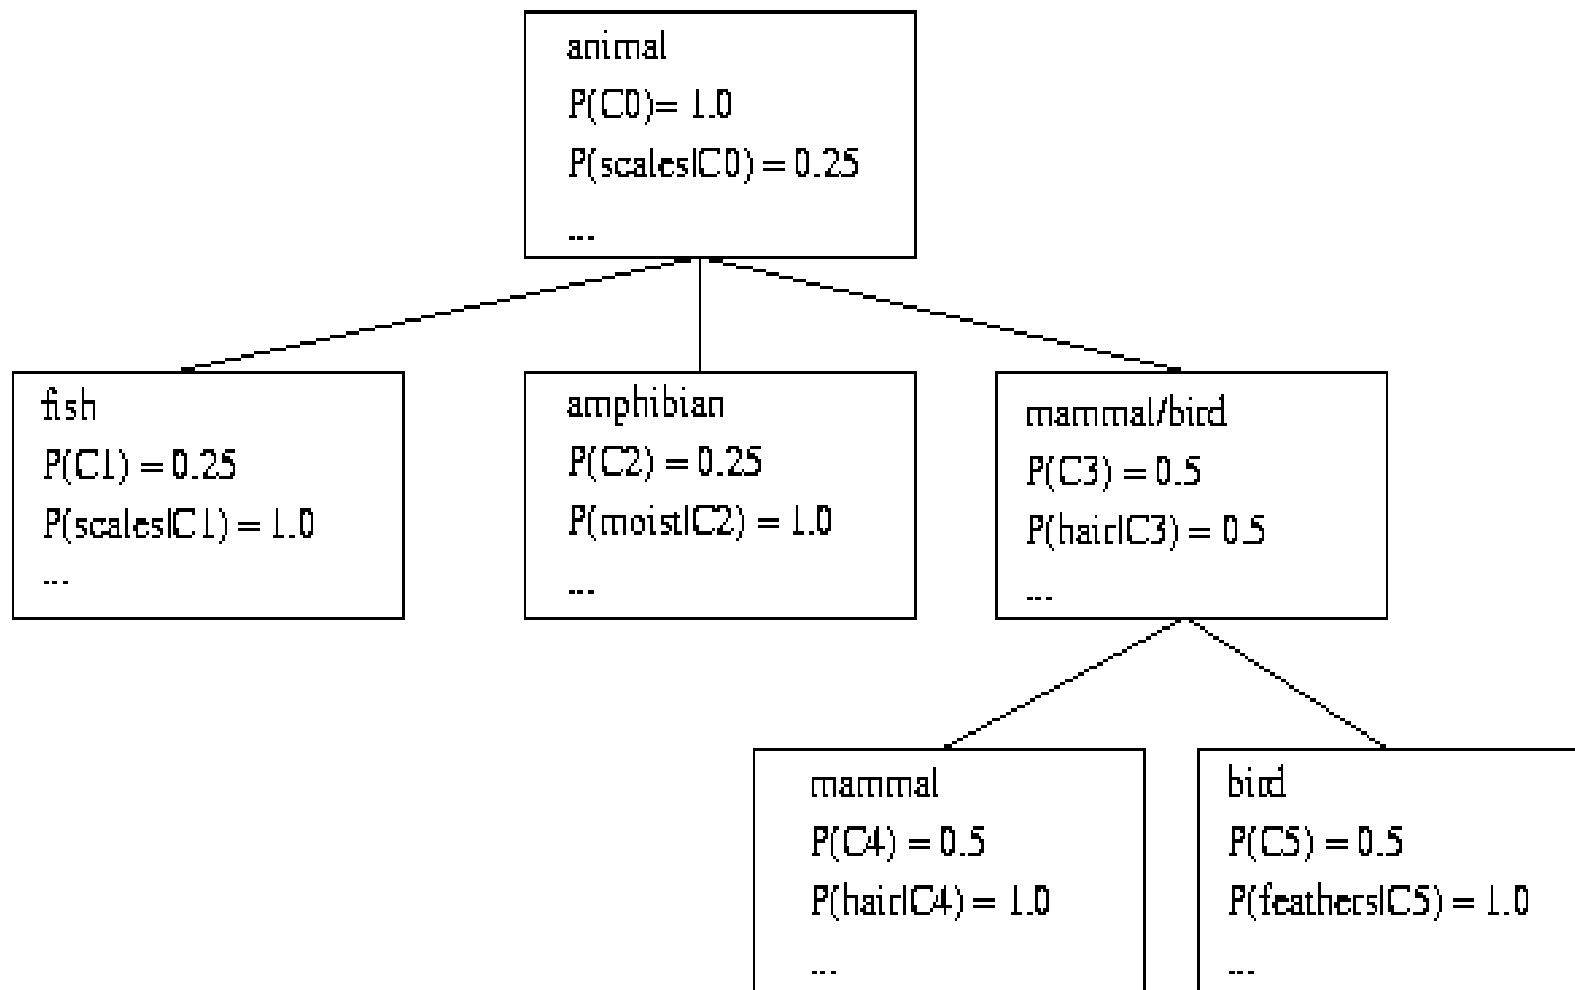 animal
P(C0)= 1.0
P(scales|C0) = 0.25
...
fish
P(C1) = 0.25
P(scales|C1) = 1.0
...
amphibian
P(C2) = 0.25
P(moist|C2) = 1.0
...
mammal/bird
P(C3) = 0.5
P(hair|C3) = 0.5
...
mammal
P(C4) = 0.5
P(hair|C4) = 1.0
...
bird
P(C5) = 0.5
P(feathers|C5) = 1.0
...